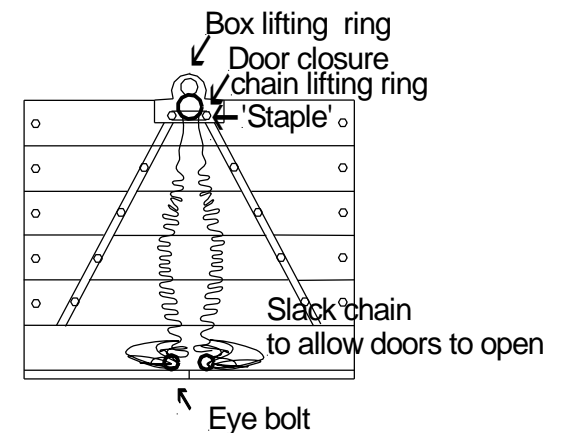 Box lifting ring
Door closure
chain lifting ring
'Staple'
Slack chain
to allow doors to open
Eye bolt